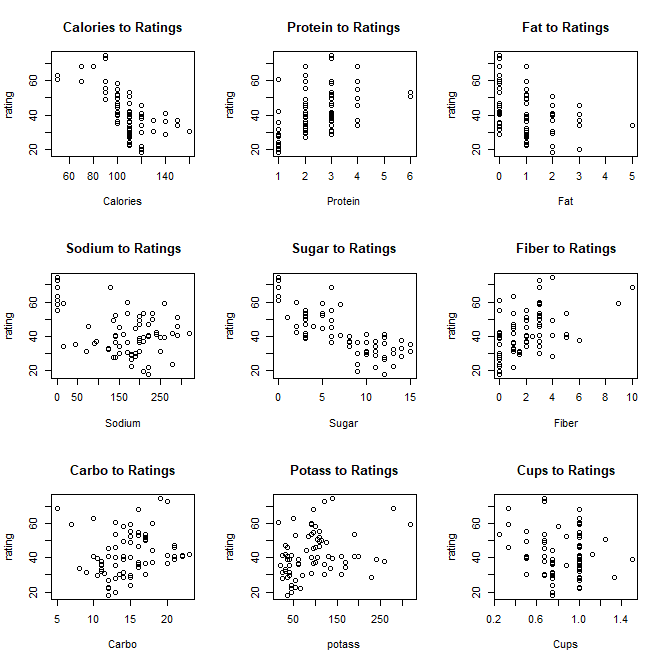 Calories to Ratings
Protein to Ratings
Fat to Ratings
rating
20 40 60
60 80 100 120 140
Calories
rating
20 40 60
1 2 3 4 5 6
Protein
rating
20 40 60
0 1 2 3 4 5
Fat
Sodium to Ratings
Sugar to Ratings
Fiber to Ratings
rating
20 40 60
0 50 150 250
Sodium
rating
20 40 60
0 5 10 15
Sugar
rating
20 40 60
0 2 4 6 8 10
Fiber
Carbo to Ratings
Potass to Ratings
Cups to Ratings
rating
20 40 60
5 10 15 20
Carbo
rating
20 40 60
50 150 250
potass
rating
20 40 60
0.2 0.6 1.0 1.4
Cups